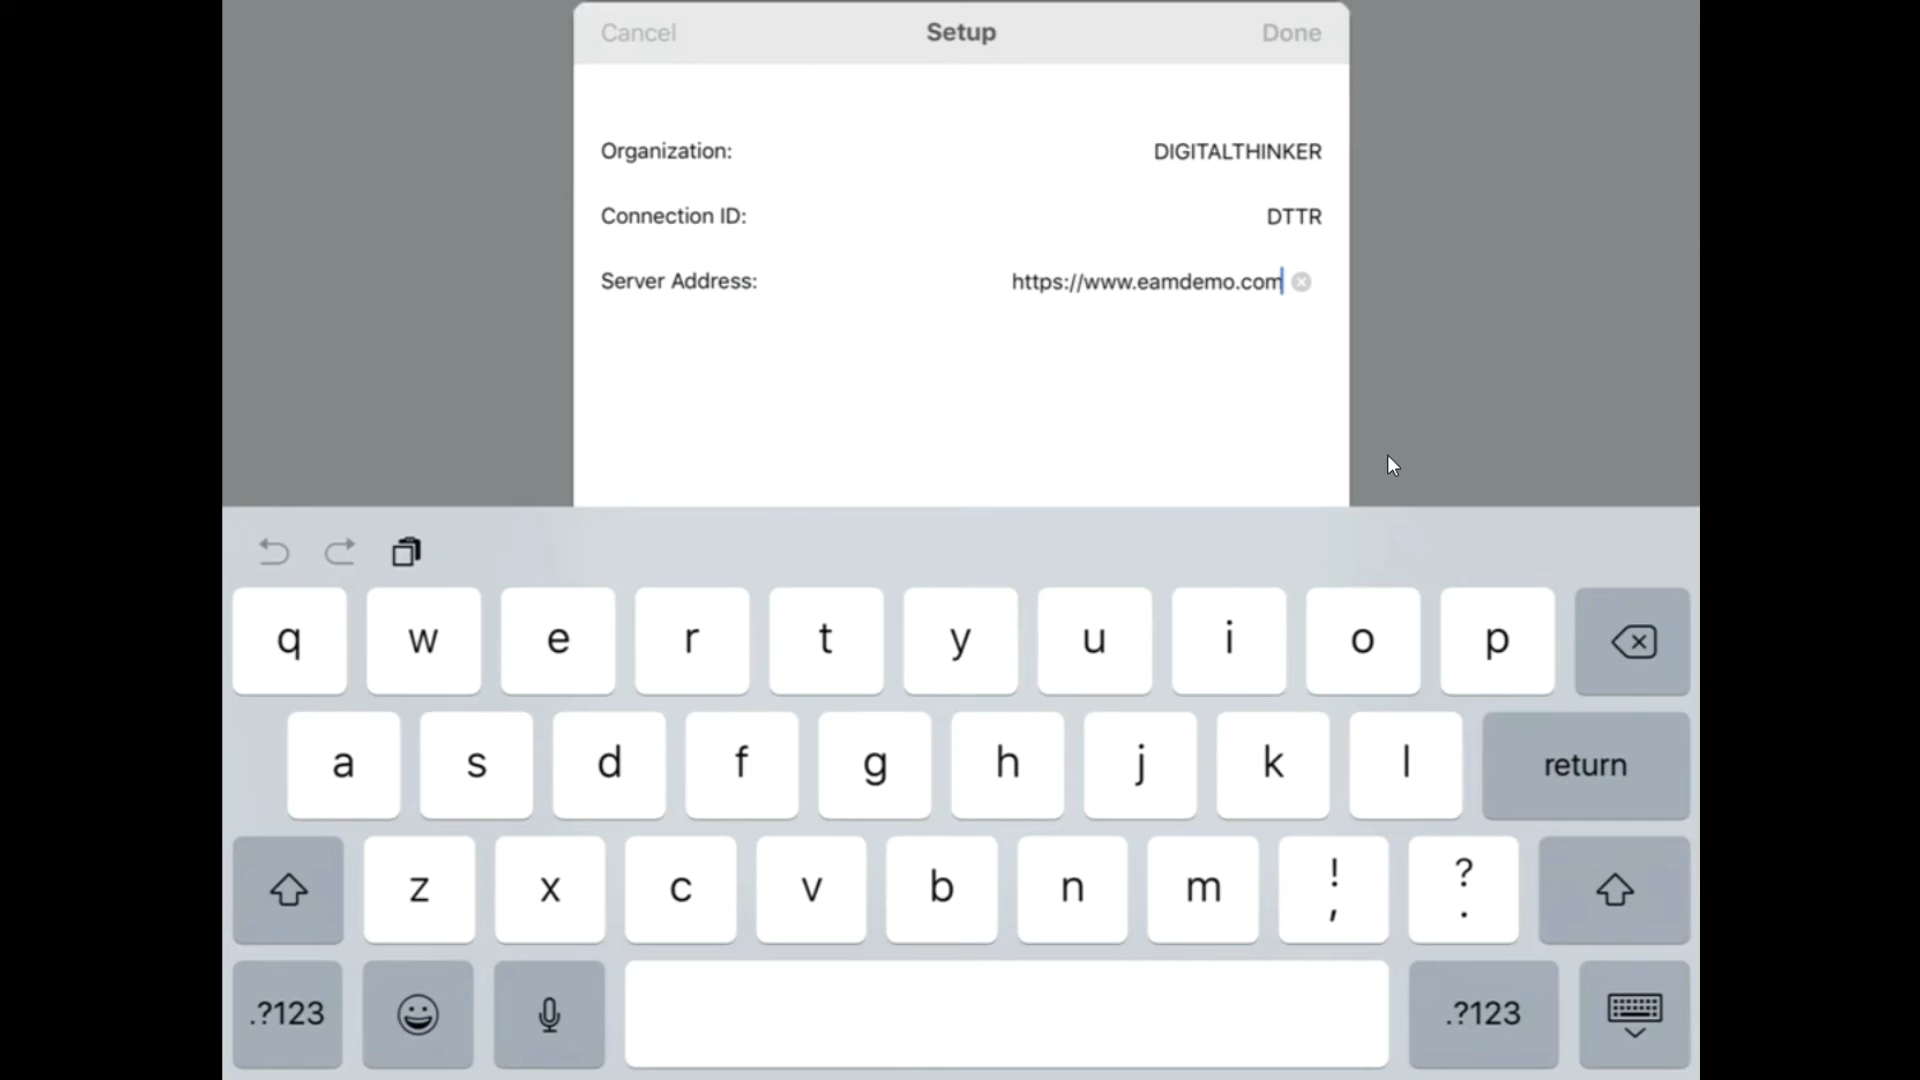 Cancel Setup Done
Organization: DIGITALTHINKER
Connection ID: DTTR
Server Address: https://www.eamdemo.com
q w e r t y u i o p
a s d f g h j k l return
z x c v b n m ! , ? .
.?123 .?123